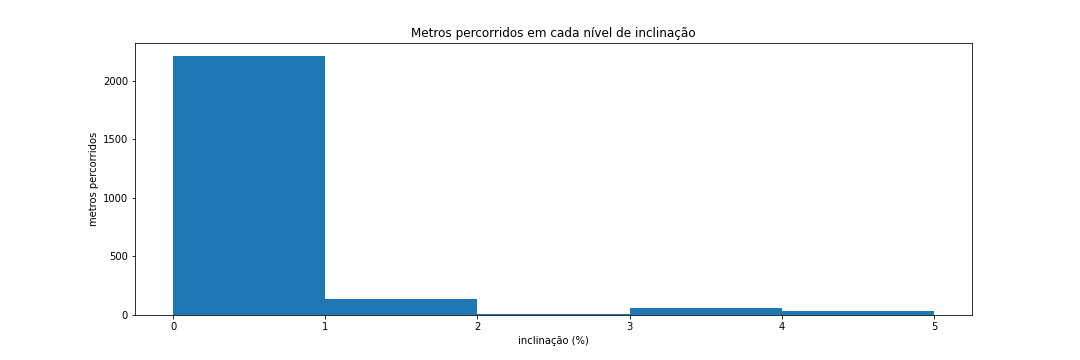 Metros percorridos em cada nível de inclinação
metros percorridos
2000
1500
1000
500
0
0 1 2 3 4 5
inclinação (%)